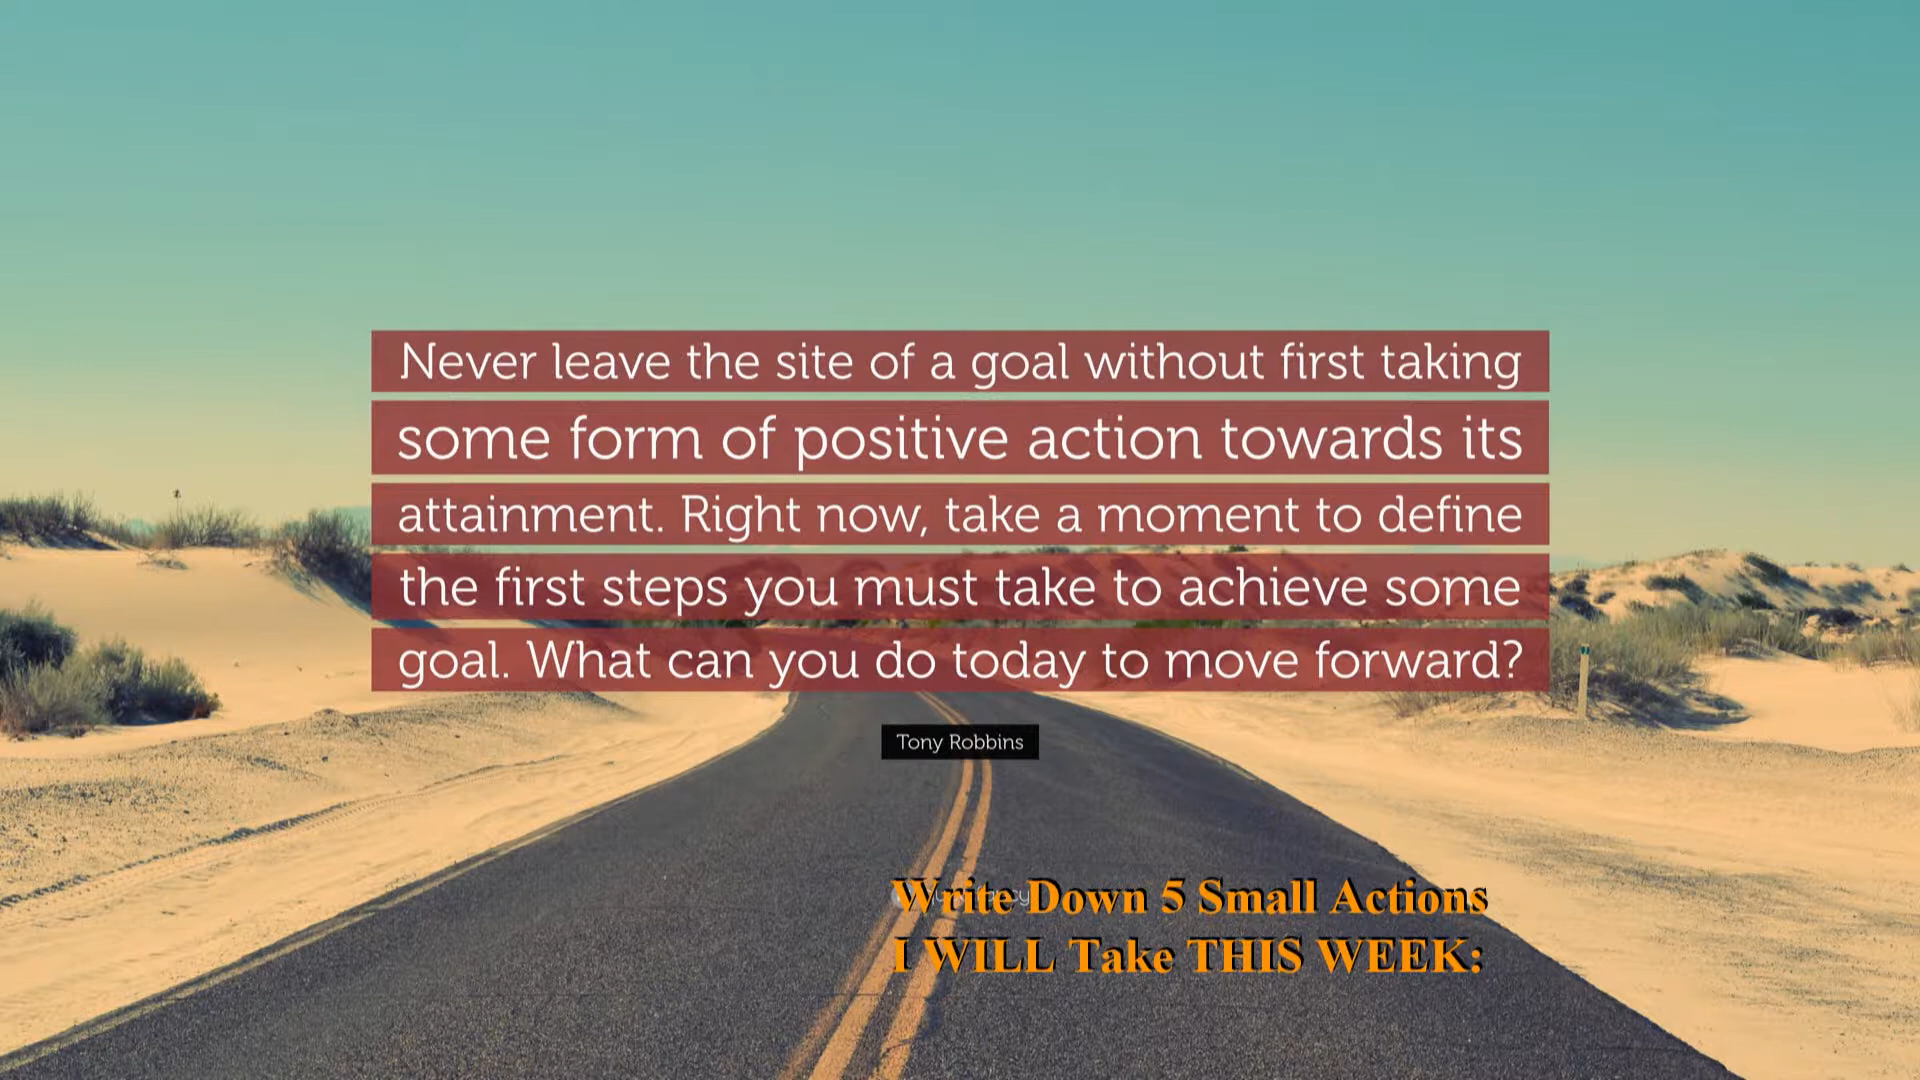 Never leave the site of a goal without first taking
some form of positive action towards its
attainment. Right now, take a moment to define
the first steps you must take to achieve some
goal. What can you do today to move forward?
Tony Robbins
Write Down 5 Small Actions
I WILL Take THIS WEEK: